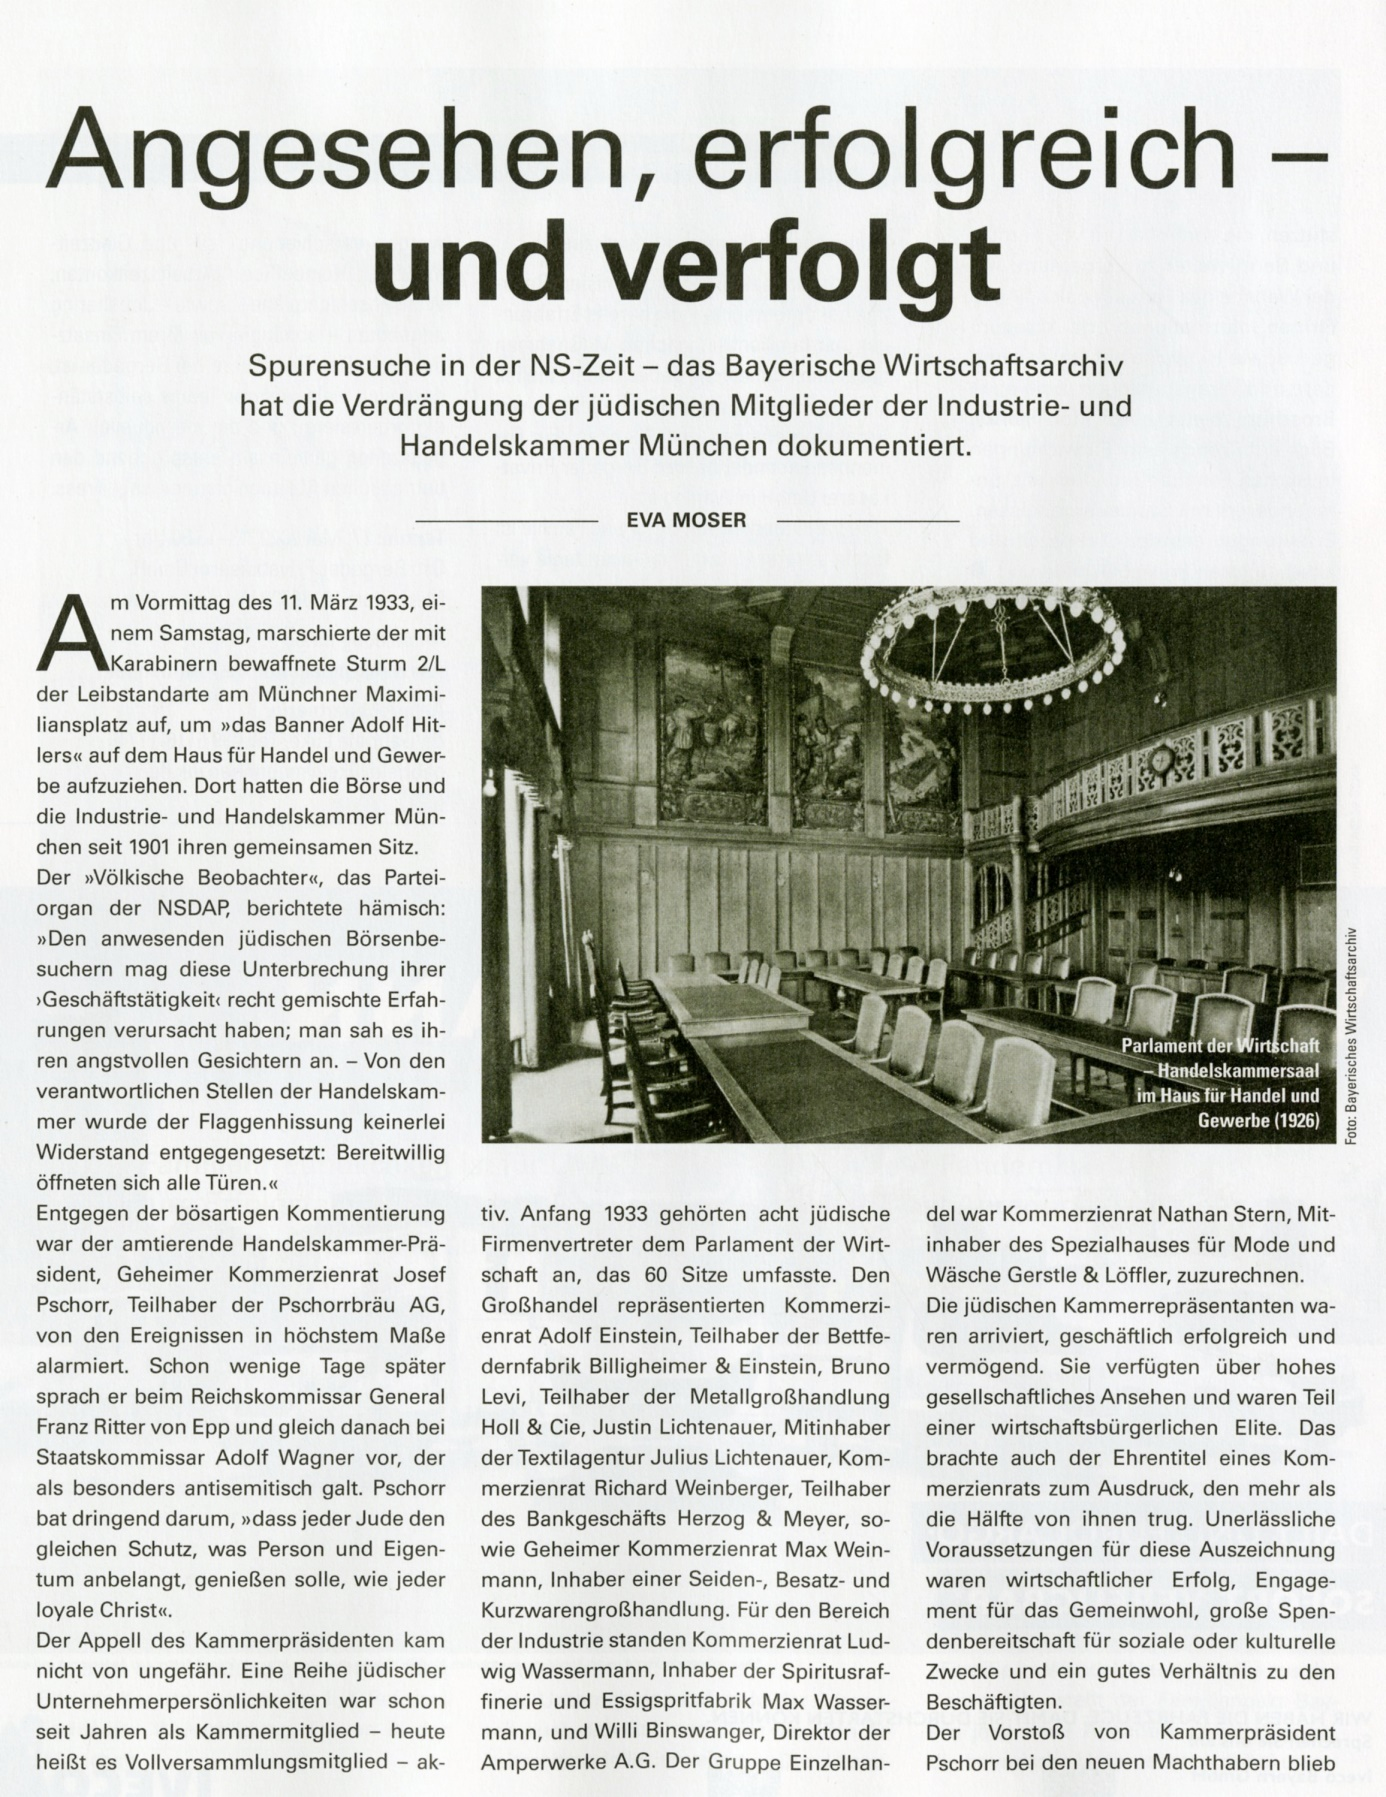 Angesehen, erfolgreich –
und verfolgt
Spurensuche in der NS-Zeit – das Bayerische Wirtschaftsarchiv
hat die Verdrängung der jüdischen Mitglieder der Industrie- und
Handelskammer München dokumentiert.
EVA MOSER
Am Vormittag des 11. März 1933, ei-
nem Samstag, marschierte der mit
Karabinern bewaffnete Sturm 2/L
der Leibstandarte am Münchner Maximi-
liansplatz auf, um »das Banner Adolf Hit-
lers« auf dem Haus für Handel und Gewer-
be aufzuziehen. Dort hatten die Börse und
die Industrie- und Handelskammer Mün-
chen seit 1901 ihren gemeinsamen Sitz.
Der »Völkische Beobachter«, das Partei-
organ der NSDAP, berichtete hämisch:
»Den anwesenden jüdischen Börsenbe-
suchern mag diese Unterbrechung ihrer
›Geschäftstätigkeit‹ recht gemischte Erfah-
rungen verursacht haben; man sah es ih-
ren angstvollen Gesichtern an. – Von den
verantwortlichen Stellen der Handelskam-
mer wurde der Flaggenhissung keinerlei
Widerstand entgegengesetzt: Bereitwillig
öffneten sich alle Türen.«
Entgegen der bösartigen Kommentierung
war der amtierende Handelskammer-Prä-
sident, Geheimer Kommerzienrat Josef
Pschorr, Teilhaber der Pschorrbräu AG,
von den Ereignissen in höchstem Maße
alarmiert. Schon wenige Tage später
sprach er beim Reichskommissar General
Franz Ritter von Epp und gleich danach bei
Staatskommissar Adolf Wagner vor, der
als besonders antisemitisch galt. Pschorr
bat dringend darum, »dass jeder Jude den
gleichen Schutz, was Person und Eigen-
tum anbelangt, genießen solle, wie jeder
loyale Christ«.
Der Appell des Kammerpräsidenten kam
nicht von ungefähr. Eine Reihe jüdischer
Unternehmerpersönlichkeiten war schon
seit Jahren als Kammermitglied – heute
heißt es Vollversammlungsmitglied – ak-
Parlament der Wirtschaft
– Handelskammersaal
im Haus für Handel und
Gewerbe (1926)
Foto: Bayerisches Wirtschaftsarchiv
tiv. Anfang 1933 gehörten acht jüdische
Firmenvertreter dem Parlament der Wirt-
schaft an, das 60 Sitze umfasste. Den
Großhandel repräsentierten Kommerzi-
enrat Adolf Einstein, Teilhaber der Bettfe-
dernfabrik Billigheimer & Einstein, Bruno
Levi, Teilhaber der Metallgroßhandlung
Holl & Cie, Justin Lichtenauer, Mitinhaber
der Textilagentur Julius Lichtenauer, Kom-
merzienrat Richard Weinberger, Teilhaber
des Bankgeschäfts Herzog & Meyer, so-
wie Geheimer Kommerzienrat Max Wein-
mann, Inhaber einer Seiden-, Besatz- und
Kurzwarengroßhandlung. Für den Bereich
der Industrie standen Kommerzienrat Lud-
wig Wassermann, Inhaber der Spiritusraf-
finerie und Essigspritfabrik Max Wasser-
mann, und Willi Binswanger, Direktor der
Amperwerke A.G. Der Gruppe Einzelhan-
del war Kommerzienrat Nathan Stern, Mit-
inhaber des Spezialhauses für Mode und
Wäsche Gerstle & Löffler, zuzurechnen.
Die jüdischen Kammerrepräsentanten wa-
ren arriviert, geschäftlich erfolgreich und
vermögend. Sie verfügten über hohes
gesellschaftliches Ansehen und waren Teil
einer wirtschaftsbürgerlichen Elite. Das
brachte auch der Ehrentitel eines Kom-
merzienrats zum Ausdruck, den mehr als
die Hälfte von ihnen trug. Unerlässliche
Voraussetzungen für diese Auszeichnung
waren wirtschaftlicher Erfolg, Engage-
ment für das Gemeinwohl, große Spen-
denbereitschaft für soziale oder kulturelle
Zwecke und ein gutes Verhältnis zu den
Beschäftigten.
Der Vorstoß von Kammerpräsident
Pschorr bei den neuen Machthabern blieb